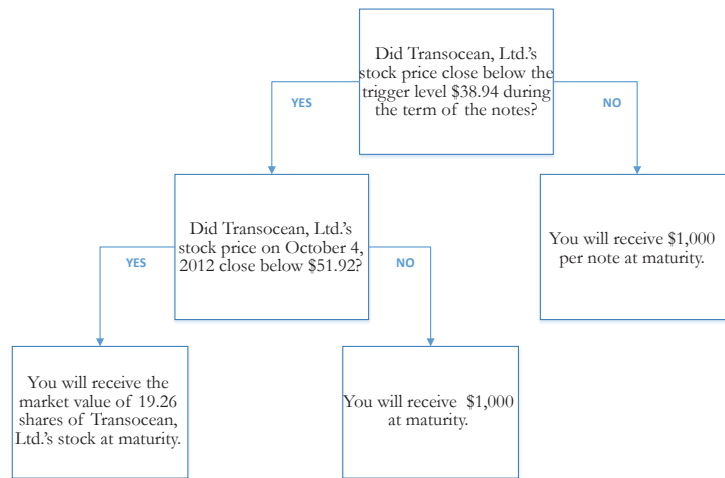 Did Transocean, Ltd.'s
stock price close below the
trigger level $38.94 during
the term of the notes?
YES
NO
Did Transocean, Ltd.'s
stock price on October 4,
2012 close below $51.92?
You will receive $1,000
per note at maturity.
YES
NO
You will receive the
market value of 19.26
shares of Transocean,
Ltd.'s stock at maturity.
You will receive $1,000
at maturity.